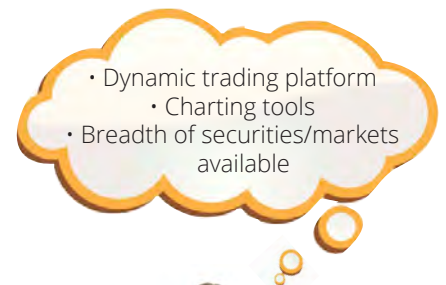 • Dynamic trading platform
• Charting tools
• Breadth of securities/markets
available